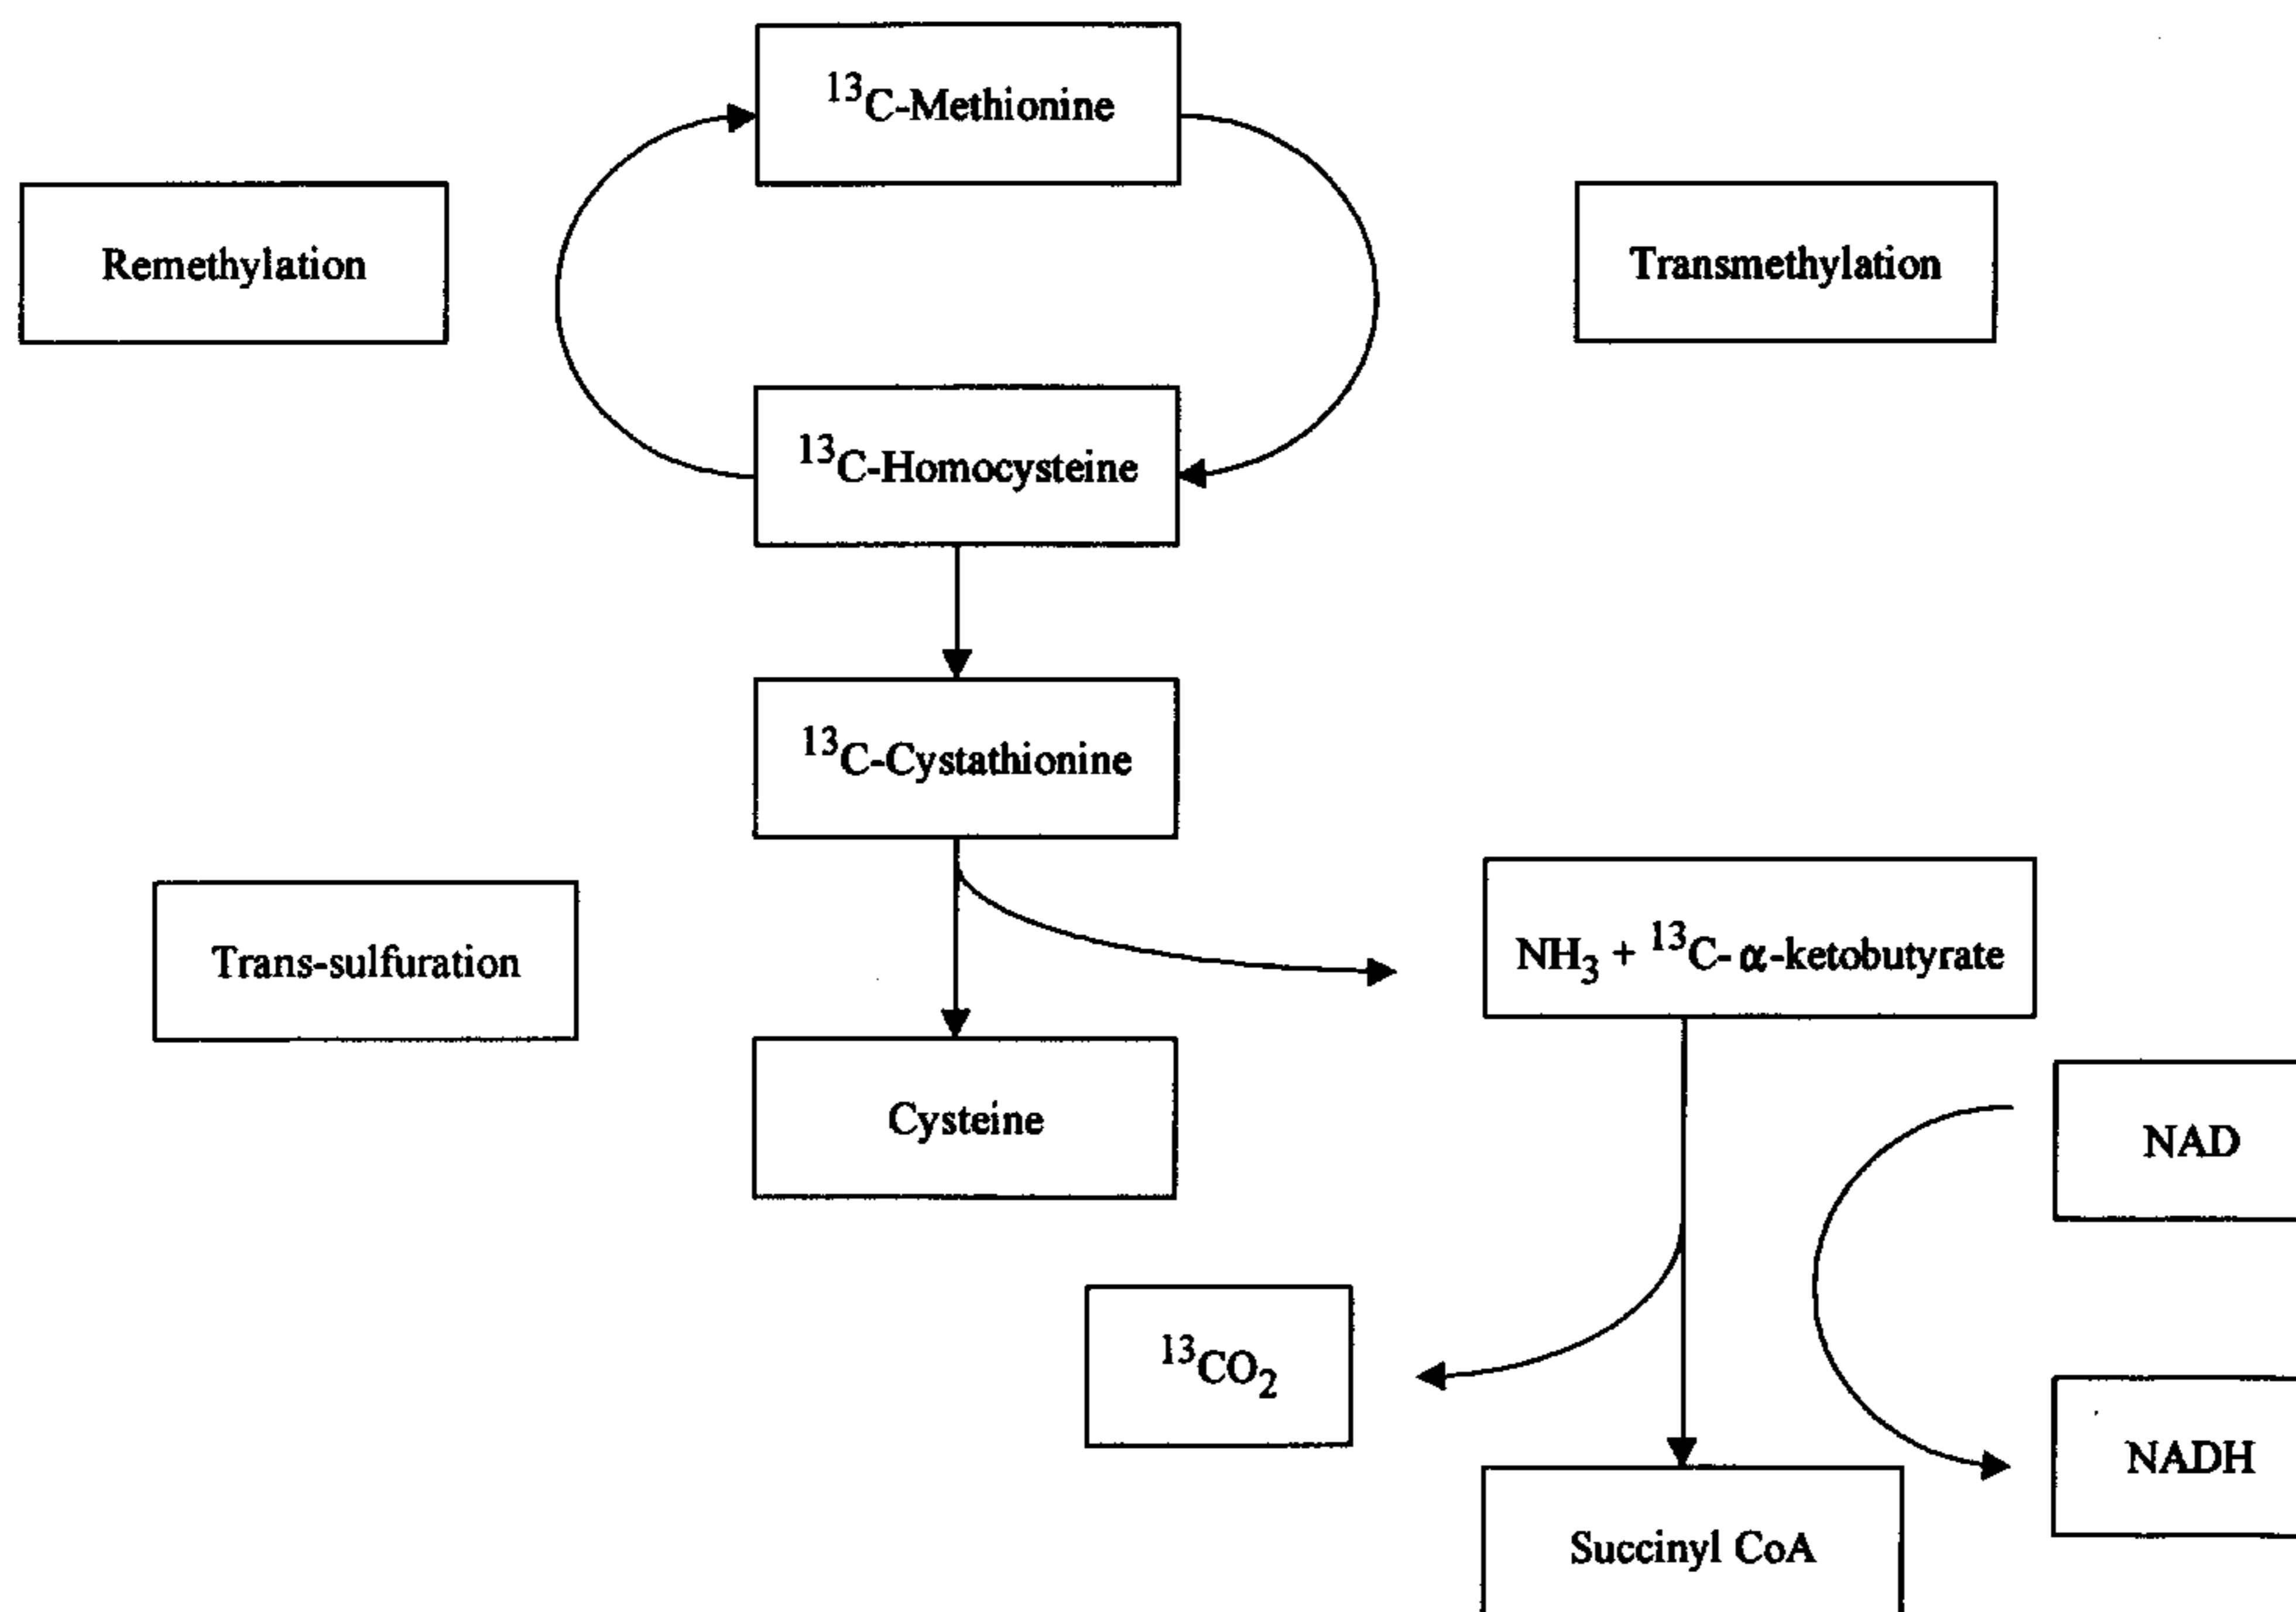 ¹³C-Methionine
Remethylation
Transmethylation
¹³C-Homocysteine
¹³C-Cystathionine
Trans-sulfuration
NH₃ + ¹³C-α-ketobutyrate
Cysteine
NAD
¹³CO₂
NADH
Succinyl CoA